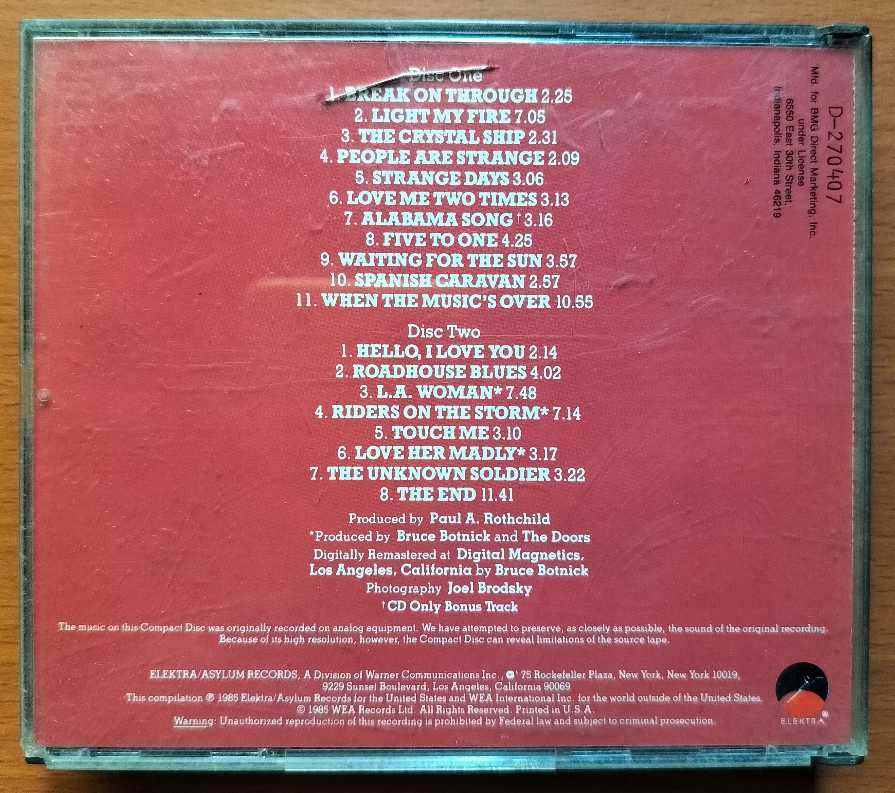 Disc One
1. BREAK ON THROUGH 2.25
2. LIGHT MY FIRE 7.05
3. THE CRYSTAL SHIP 2.31
4. PEOPLE ARE STRANGE 2.09
5. STRANGE DAYS 3.06
6. LOVE ME TWO TIMES 3.13
7. ALABAMA SONG † 3.16
8. FIVE TO ONE 4.25
9. WAITING FOR THE SUN 3.57
10. SPANISH CARAVAN 2.57
11. WHEN THE MUSIC'S OVER 10.55
Disc Two
1. HELLO, I LOVE YOU 2.14
2. ROADHOUSE BLUES 4.02
3. L.A. WOMAN* 7.48
4. RIDERS ON THE STORM* 7.14
5. TOUCH ME 3.10
6. LOVE HER MADLY* 3.17
7. THE UNKNOWN SOLDIER 3.22
8. THE END 11.41
Produced by Paul A. Rothchild
*Produced by Bruce Botnick and The Doors
Digitally Remastered at Digital Magnetics,
Los Angeles, California by Bruce Botnick
Photography Joel Brodsky
†CD Only Bonus Track
The music on this Compact Disc was originally recorded on analog equipment. We have attempted to preserve, as closely as possible, the sound of the original recording.
Because of its high resolution, however, the Compact Disc can reveal limitations of the source tape.
ELEKTRA/ASYLUM RECORDS, A Division of Warner Communications Inc., 75 Rockefeller Plaza, New York, New York 10019,
9229 Sunset Boulevard, Los Angeles, California 90069
This compilation ℗ 1985 Elektra/Asylum Records for the United States and WEA International Inc. for the world outside of the United States.
© 1985 WEA Records Ltd. All Rights Reserved. Printed in U.S.A.
Warning: Unauthorized reproduction of this recording is prohibited by Federal law and subject to criminal prosecution.
ELEKTRA®
D-270407
Mfd. for BMG Direct Marketing, Inc.
under License
6550 East 30th Street,
Indianapolis, Indiana 46219